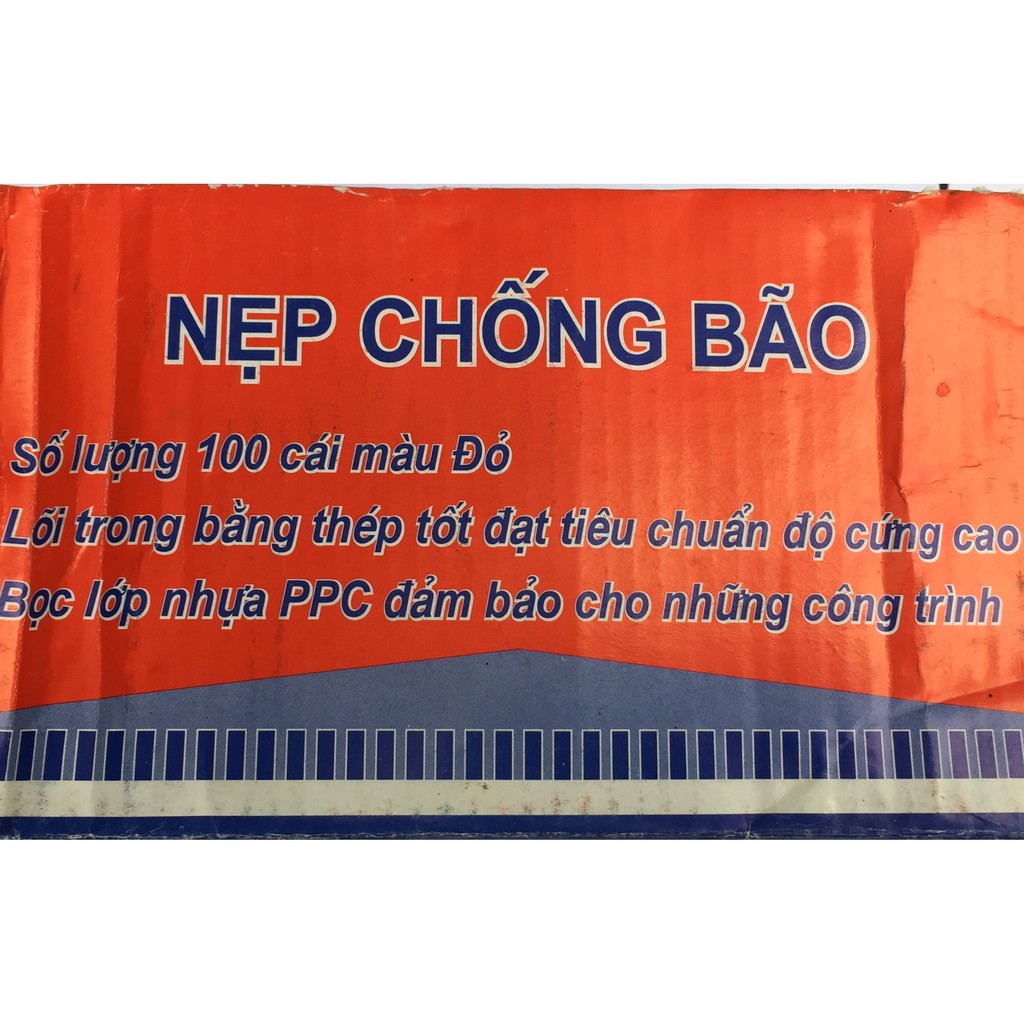 NẸP CHỐNG BÃO
Số lượng 100 cái màu Đỏ
Lõi trong bằng thép tốt đạt tiêu chuẩn độ cứng cao
Bọc lớp nhựa PPC đảm bảo cho những công trình